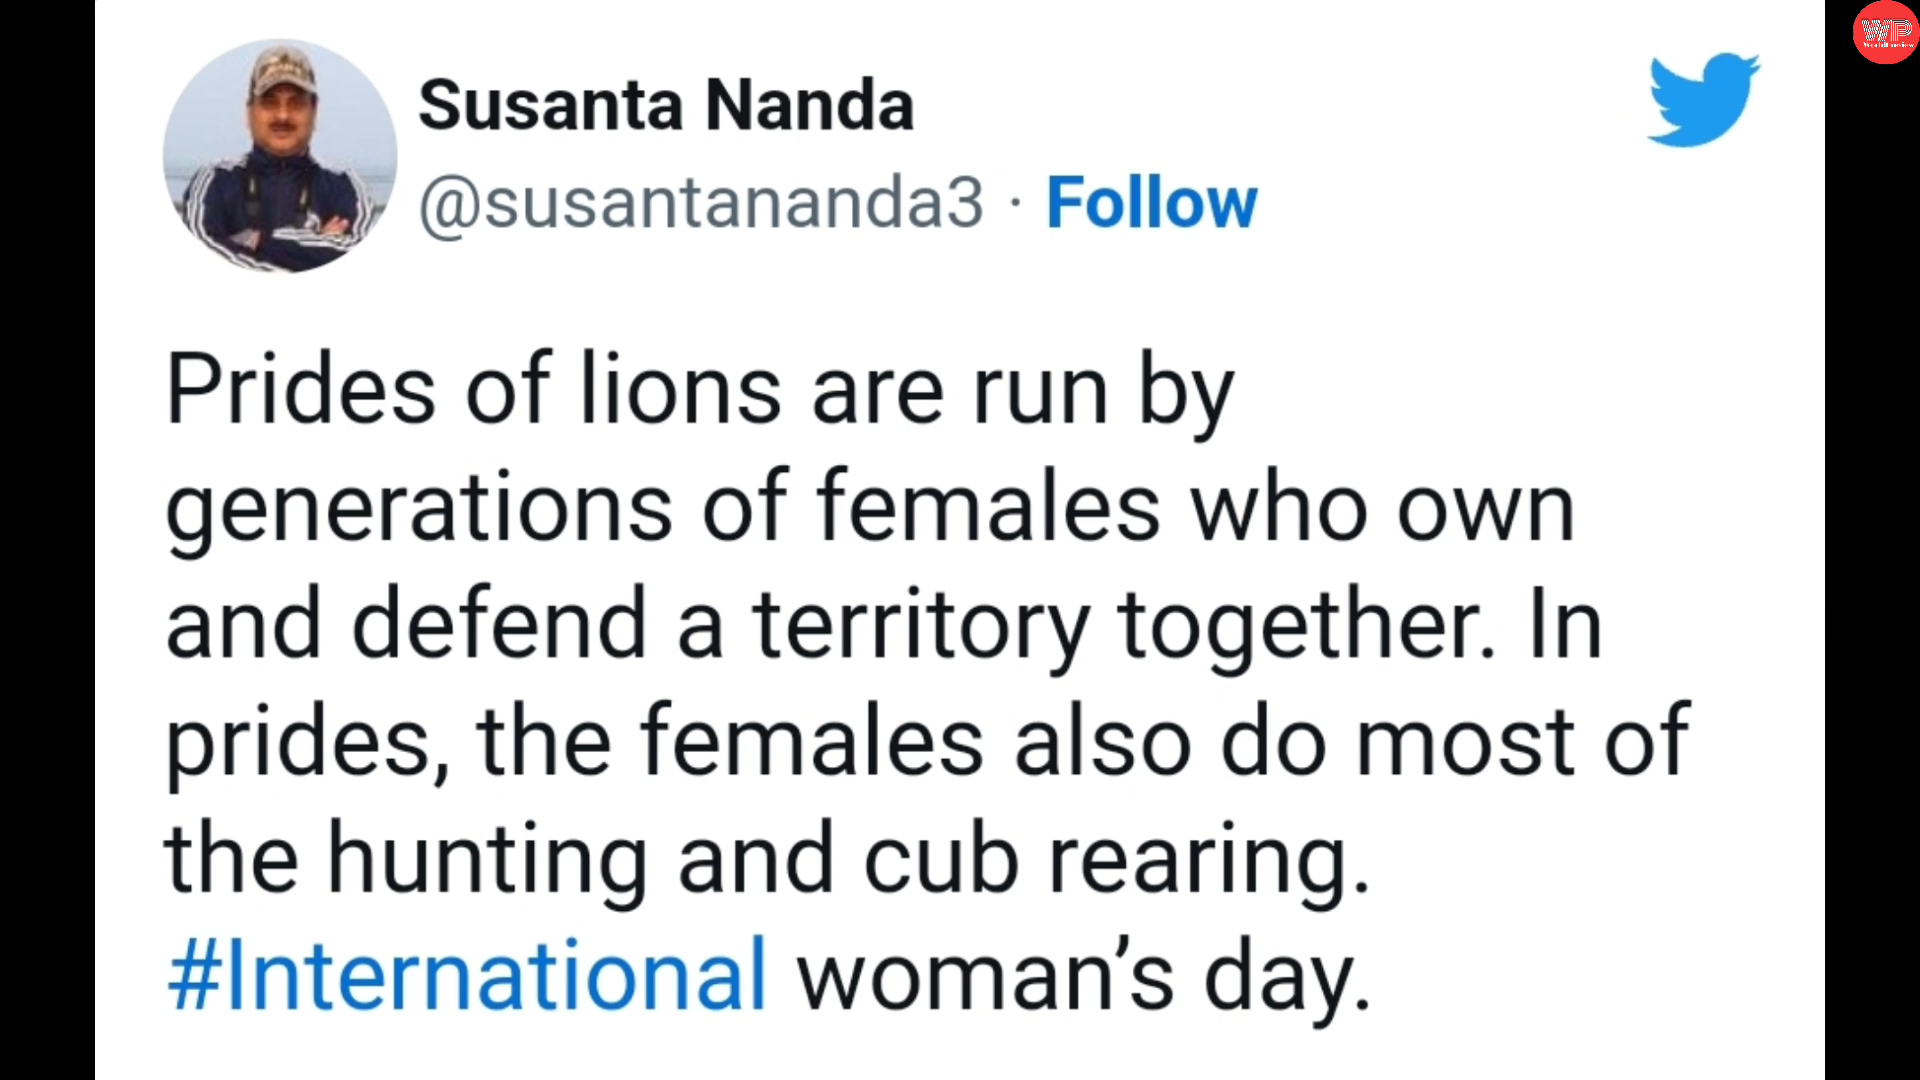 Susanta Nanda
@susantananda3 · Follow
Prides of lions are run by
generations of females who own
and defend a territory together. In
prides, the females also do most of
the hunting and cub rearing.
#International woman’s day.
WP